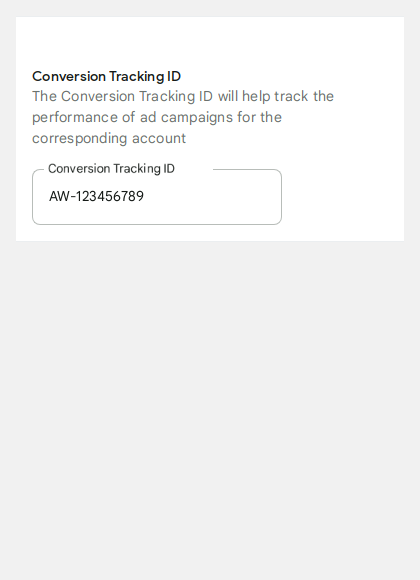 Conversion Tracking ID
The Conversion Tracking ID will help track the
performance of ad campaigns for the
corresponding account
Conversion Tracking ID
AW-123456789